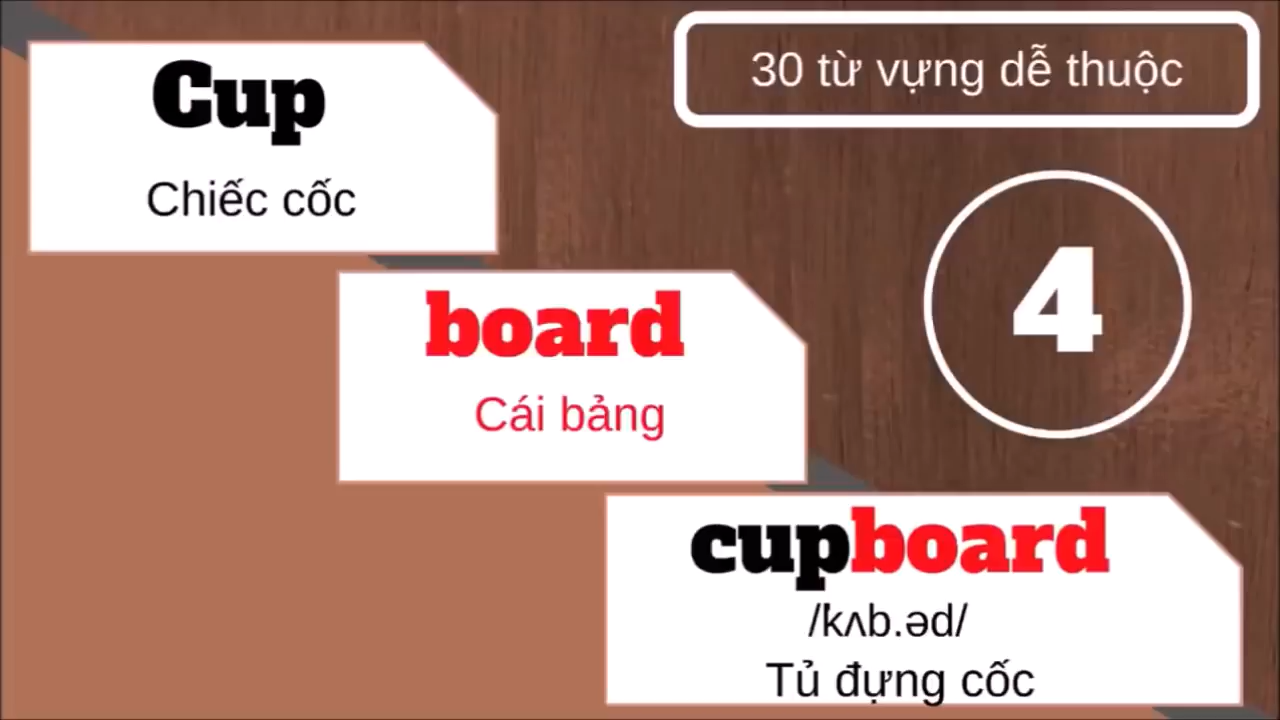 Cup
Chiếc cốc
30 từ vựng dễ thuộc
4
board
Cái bảng
cupboard
/kʌb.əd/
Tủ đựng cốc